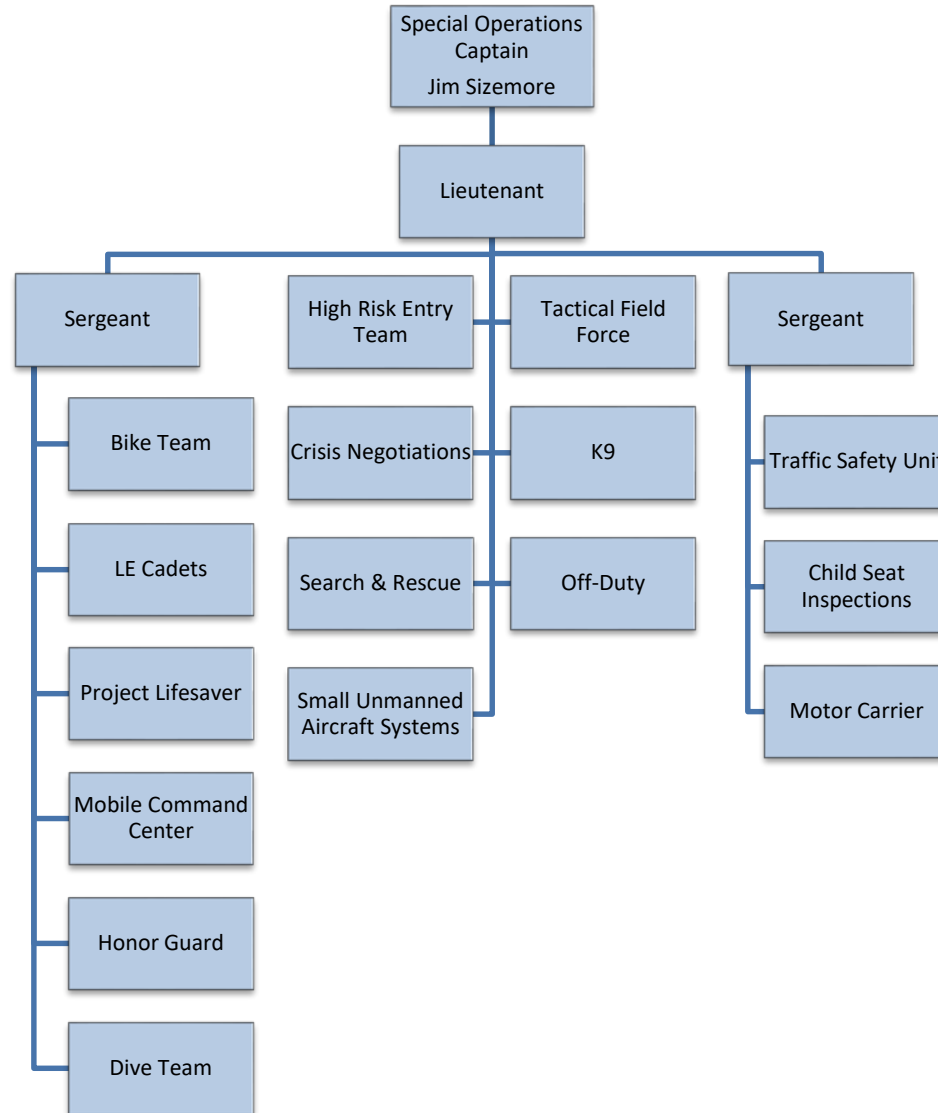 Special Operations
Captain
Jim Sizemore
Lieutenant
Sergeant
High Risk Entry
Team
Tactical Field
Force
Sergeant
Bike Team
Crisis Negotiations
K9
Traffic Safety Unit
LE Cadets
Search & Rescue
Off-Duty
Child Seat
Inspections
Project Lifesaver
Small Unmanned
Aircraft Systems
Motor Carrier
Mobile Command
Center
Honor Guard
Dive Team